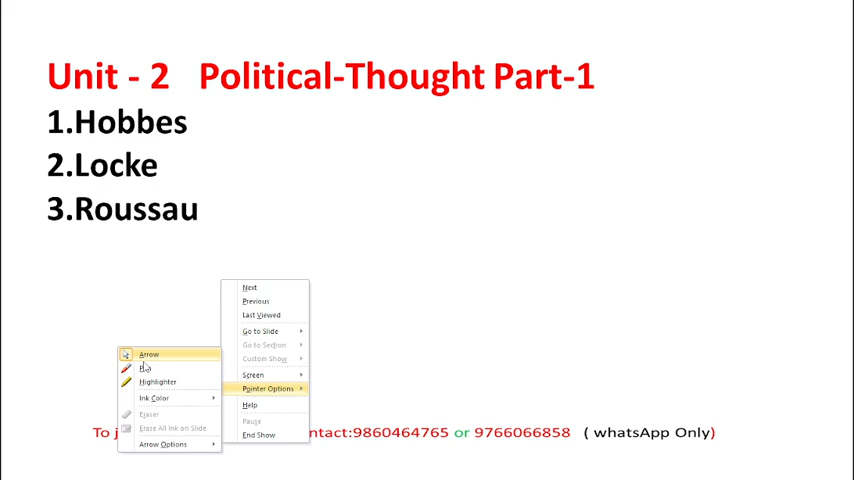 Unit - 2 Political-Thought Part-1
1.Hobbes
2.Locke
3.Roussau
Next
Previous
Last Viewed
Go to Slide
Go to Section
Custom Show
Screen
Pointer Options
Help
Pause
End Show
Arrow
Highlighter
Ink Color
Eraser
Erase All Ink on Slide
Arrow Options
To 9860464765 or 9766066858 ( whatsApp Only)